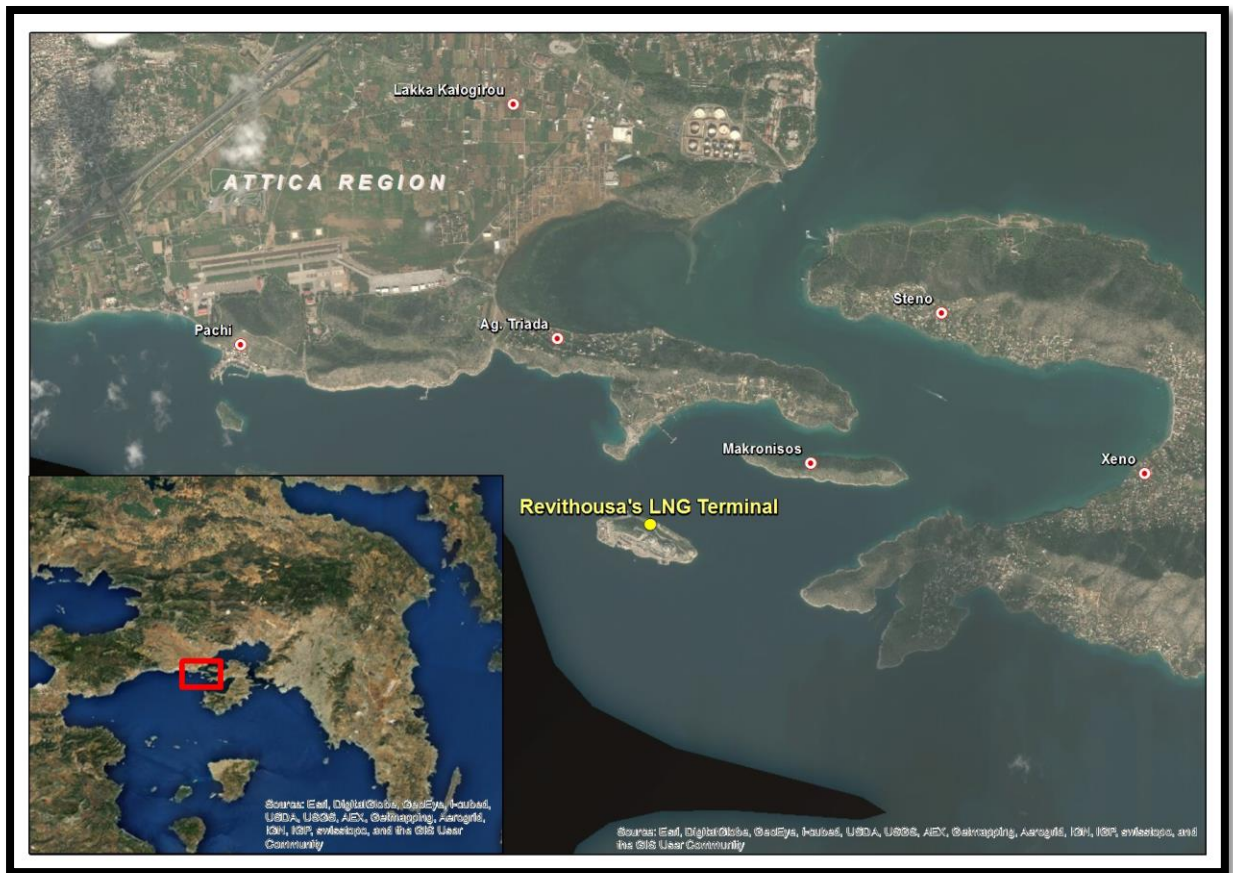 Lakka Kalogirou
ATTICA REGION
Steno
Pachi
Ag. Triada
Makronisos
Xeno
Revithousa's LNG Terminal
Source: Esri, DigitalGlobe, GeoEye, i-cubed,
USDA, USGS, AEX, Getmapping, Aerogrid,
IGN, IGP, swisstopo, and the GIS User
Community
Source: Esri, DigitalGlobe, GeoEye, i-cubed, USDA, USGS, AEX, Getmapping, Aerogrid, IGN, IGP, swisstopo, and
the GIS User Community